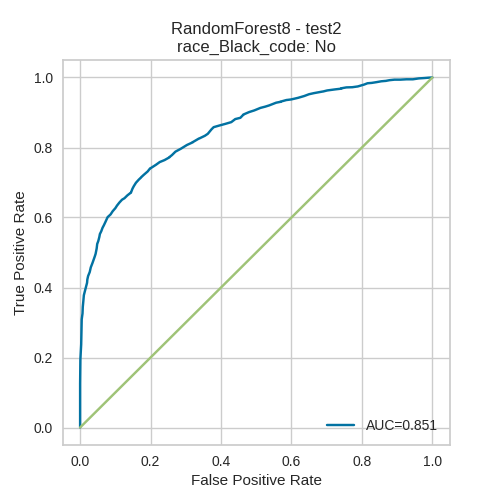 RandomForest8 - test2
race_Black_code: No
True Positive Rate
1.0
0.8
0.6
0.4
0.2
0.0
AUC=0.851
0.0 0.2 0.4 0.6 0.8 1.0
False Positive Rate